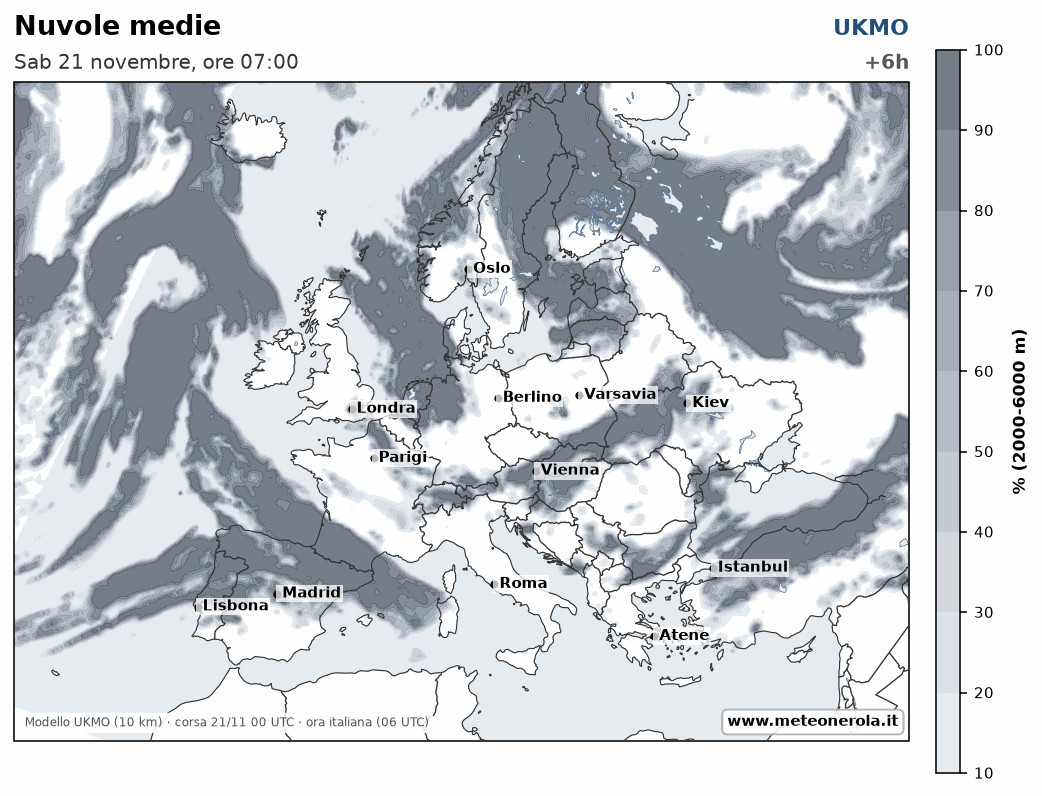 Nuvole medie
UKMO
Sab 21 novembre, ore 07:00
+6h
100
90
80
70
60
50
40
30
20
10
% (2000-6000 m)
Oslo
Londra
Berlino
Varsavia
Kiev
Parigi
Vienna
Istanbul
Roma
Madrid
Lisbona
Atene
Modello UKMO (10 km) · corsa 21/11 00 UTC · ora italiana (06 UTC)
www.meteonerola.it